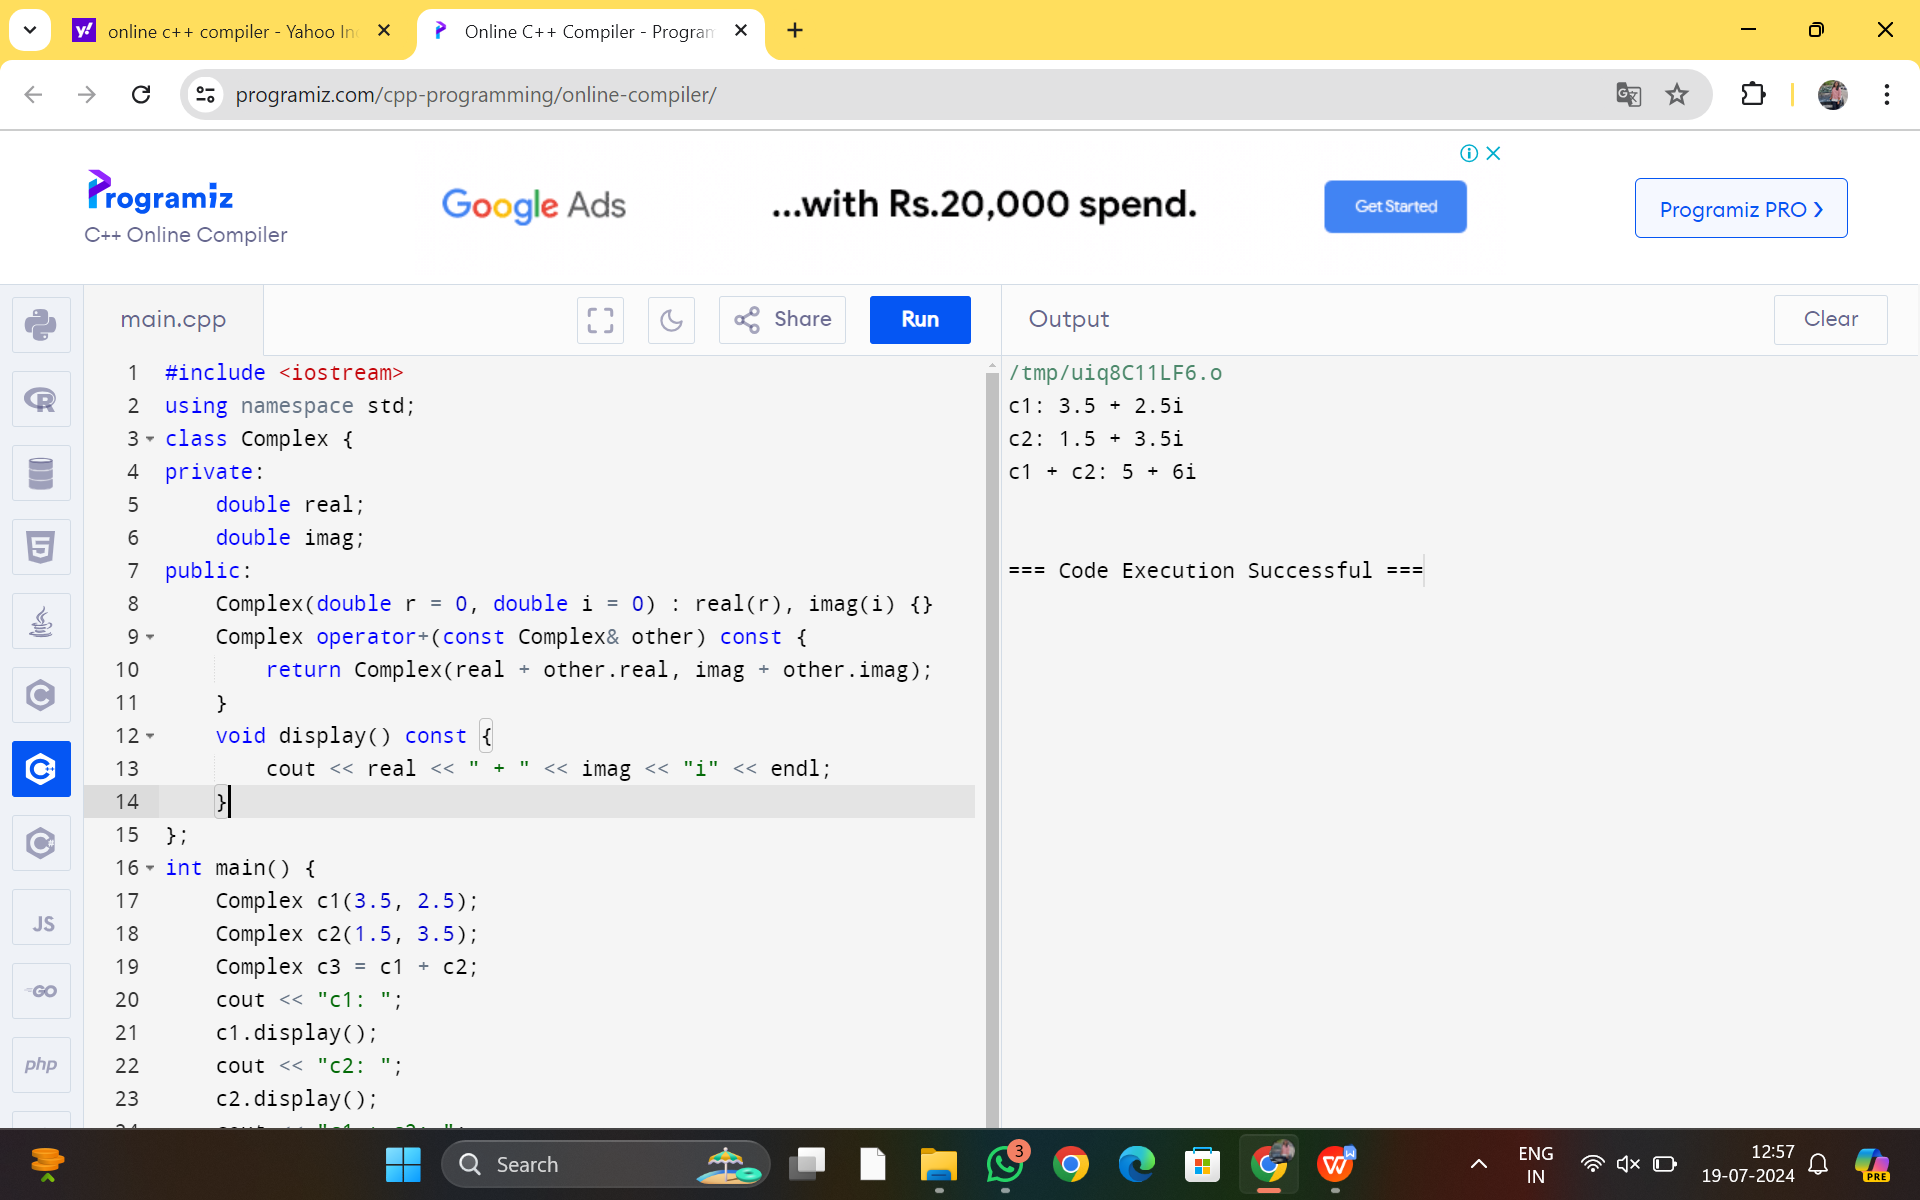 online c++ compiler - Yahoo In
Online C++ Compiler - Program
programiz.com/cpp-programming/online-compiler/
Programiz
C++ Online Compiler
Google Ads
...with Rs.20,000 spend.
Get Started
Programiz PRO ❯
main.cpp
Share
Run
Output
Clear
1 #include <iostream>
2 using namespace std;
3 class Complex {
4 private:
5 double real;
6 double imag;
7 public:
8 Complex(double r = 0, double i = 0) : real(r), imag(i) {}
9 Complex operator+(const Complex& other) const {
10 return Complex(real + other.real, imag + other.imag);
11 }
12 void display() const {
13 cout << real << " + " << imag << "i" << endl;
14 }
15 };
16 int main() {
17 Complex c1(3.5, 2.5);
18 Complex c2(1.5, 3.5);
19 Complex c3 = c1 + c2;
20 cout << "c1: ";
21 c1.display();
22 cout << "c2: ";
23 c2.display();
/tmp/uiq8C11LF6.o
c1: 3.5 + 2.5i
c2: 1.5 + 3.5i
c1 + c2: 5 + 6i
=== Code Execution Successful ===
JS
GO
php
Search
3
ENG
IN
12:57
19-07-2024
PRE